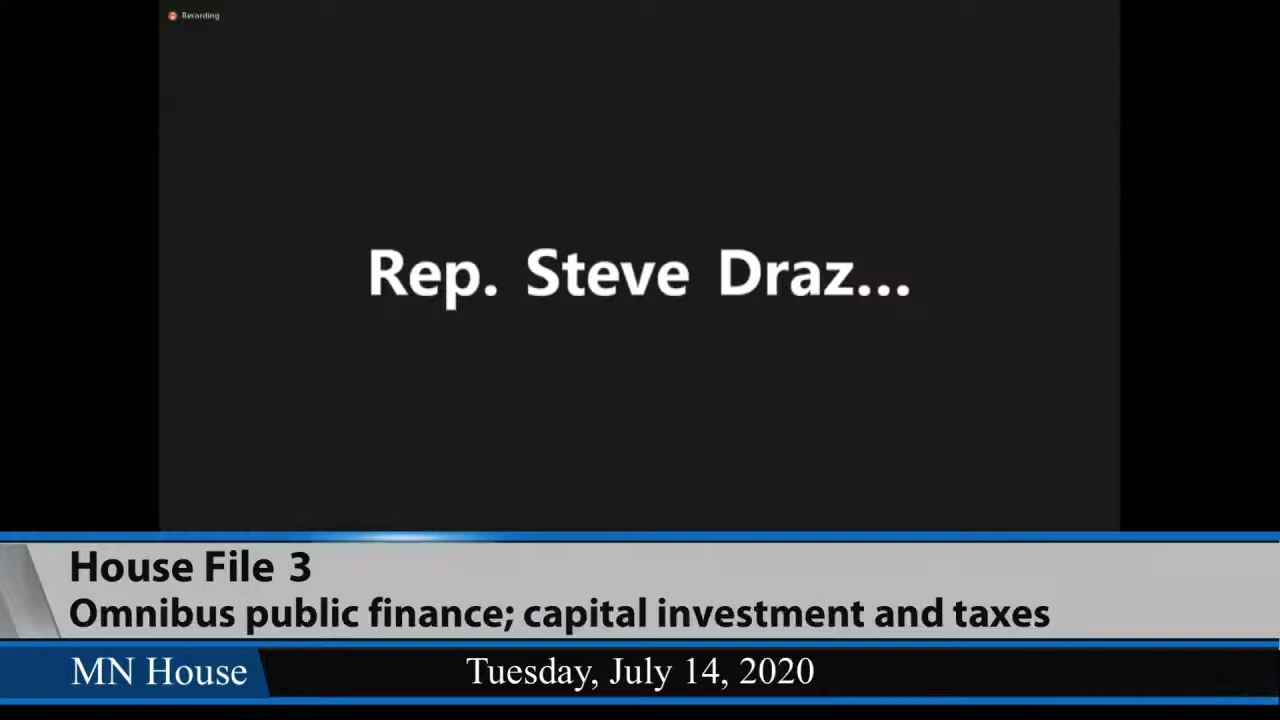 Recording
Rep. Steve Draz...
House File 3
Omnibus public finance; capital investment and taxes
MN House
Tuesday, July 14, 2020